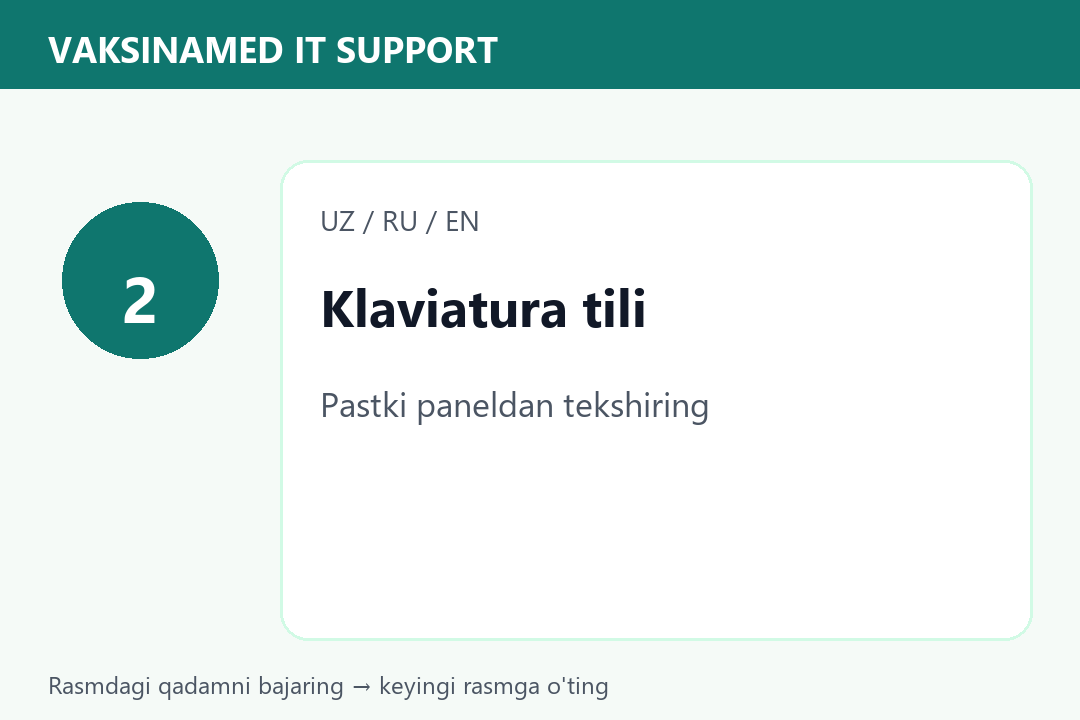 VAKSINAMED IT SUPPORT
2
UZ / RU / EN
Klaviatura tili
Pastki paneldan tekshiring
Rasmdagi qadamni bajaring → keyingi rasmga o'ting